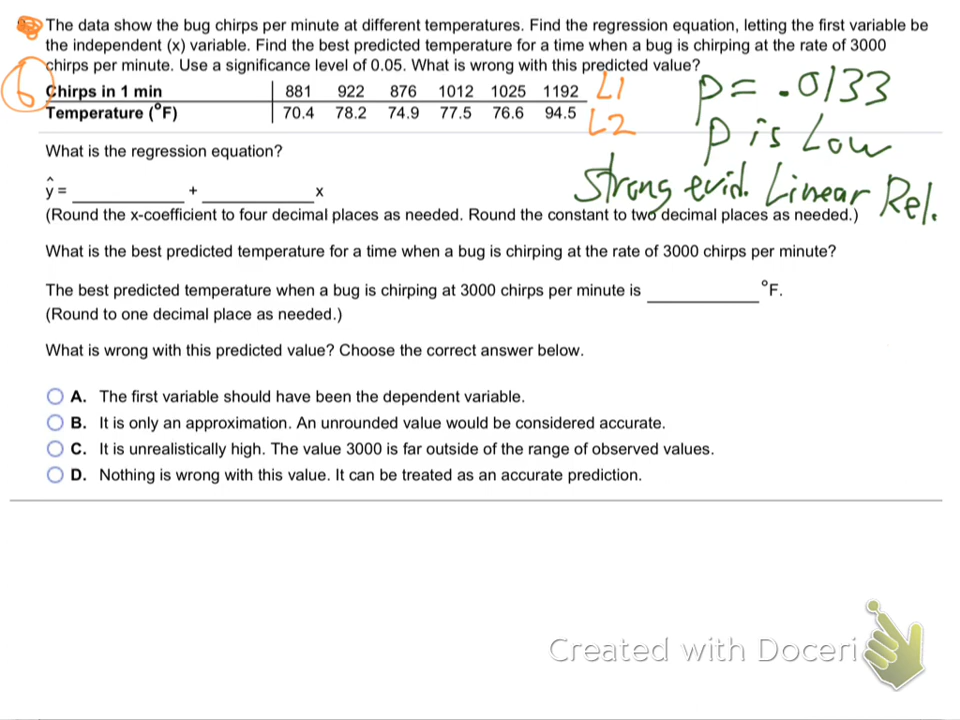 The data show the bug chirps per minute at different temperatures. Find the regression equation, letting the first variable be
the independent (x) variable. Find the best predicted temperature for a time when a bug is chirping at the rate of 3000
chirps per minute. Use a significance level of 0.05. What is wrong with this predicted value?
6
Chirps in 1 min 881 922 876 1012 1025 1192 L1
Temperature (°F) 70.4 78.2 74.9 77.5 76.6 94.5 L2
p = .0133
p is Low
Strong evid. Linear Rel.
What is the regression equation?
ŷ = ______ + ______ x
(Round the x-coefficient to four decimal places as needed. Round the constant to two decimal places as needed.)
What is the best predicted temperature for a time when a bug is chirping at the rate of 3000 chirps per minute?
The best predicted temperature when a bug is chirping at 3000 chirps per minute is ______ °F.
(Round to one decimal place as needed.)
What is wrong with this predicted value? Choose the correct answer below.
A. The first variable should have been the dependent variable.
B. It is only an approximation. An unrounded value would be considered accurate.
C. It is unrealistically high. The value 3000 is far outside of the range of observed values.
D. Nothing is wrong with this value. It can be treated as an accurate prediction.
Created with Doceri